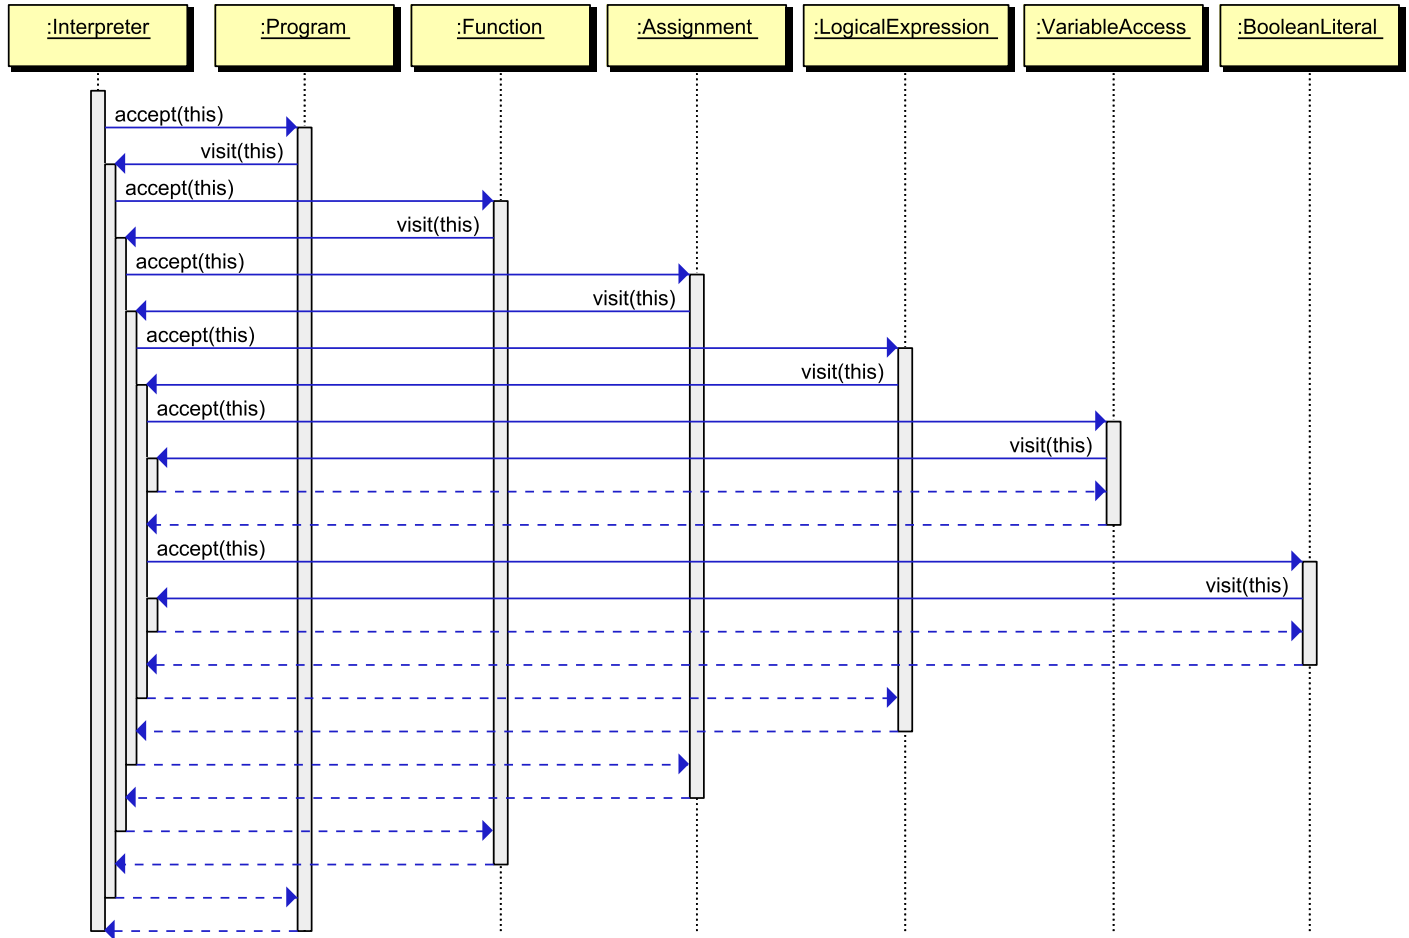 :Interpreter :Program :Function :Assignment :LogicalExpression :VariableAccess :BooleanLiteral
accept(this)
visit(this)
accept(this)
visit(this)
accept(this)
visit(this)
accept(this)
visit(this)
accept(this)
visit(this)
accept(this)
visit(this)